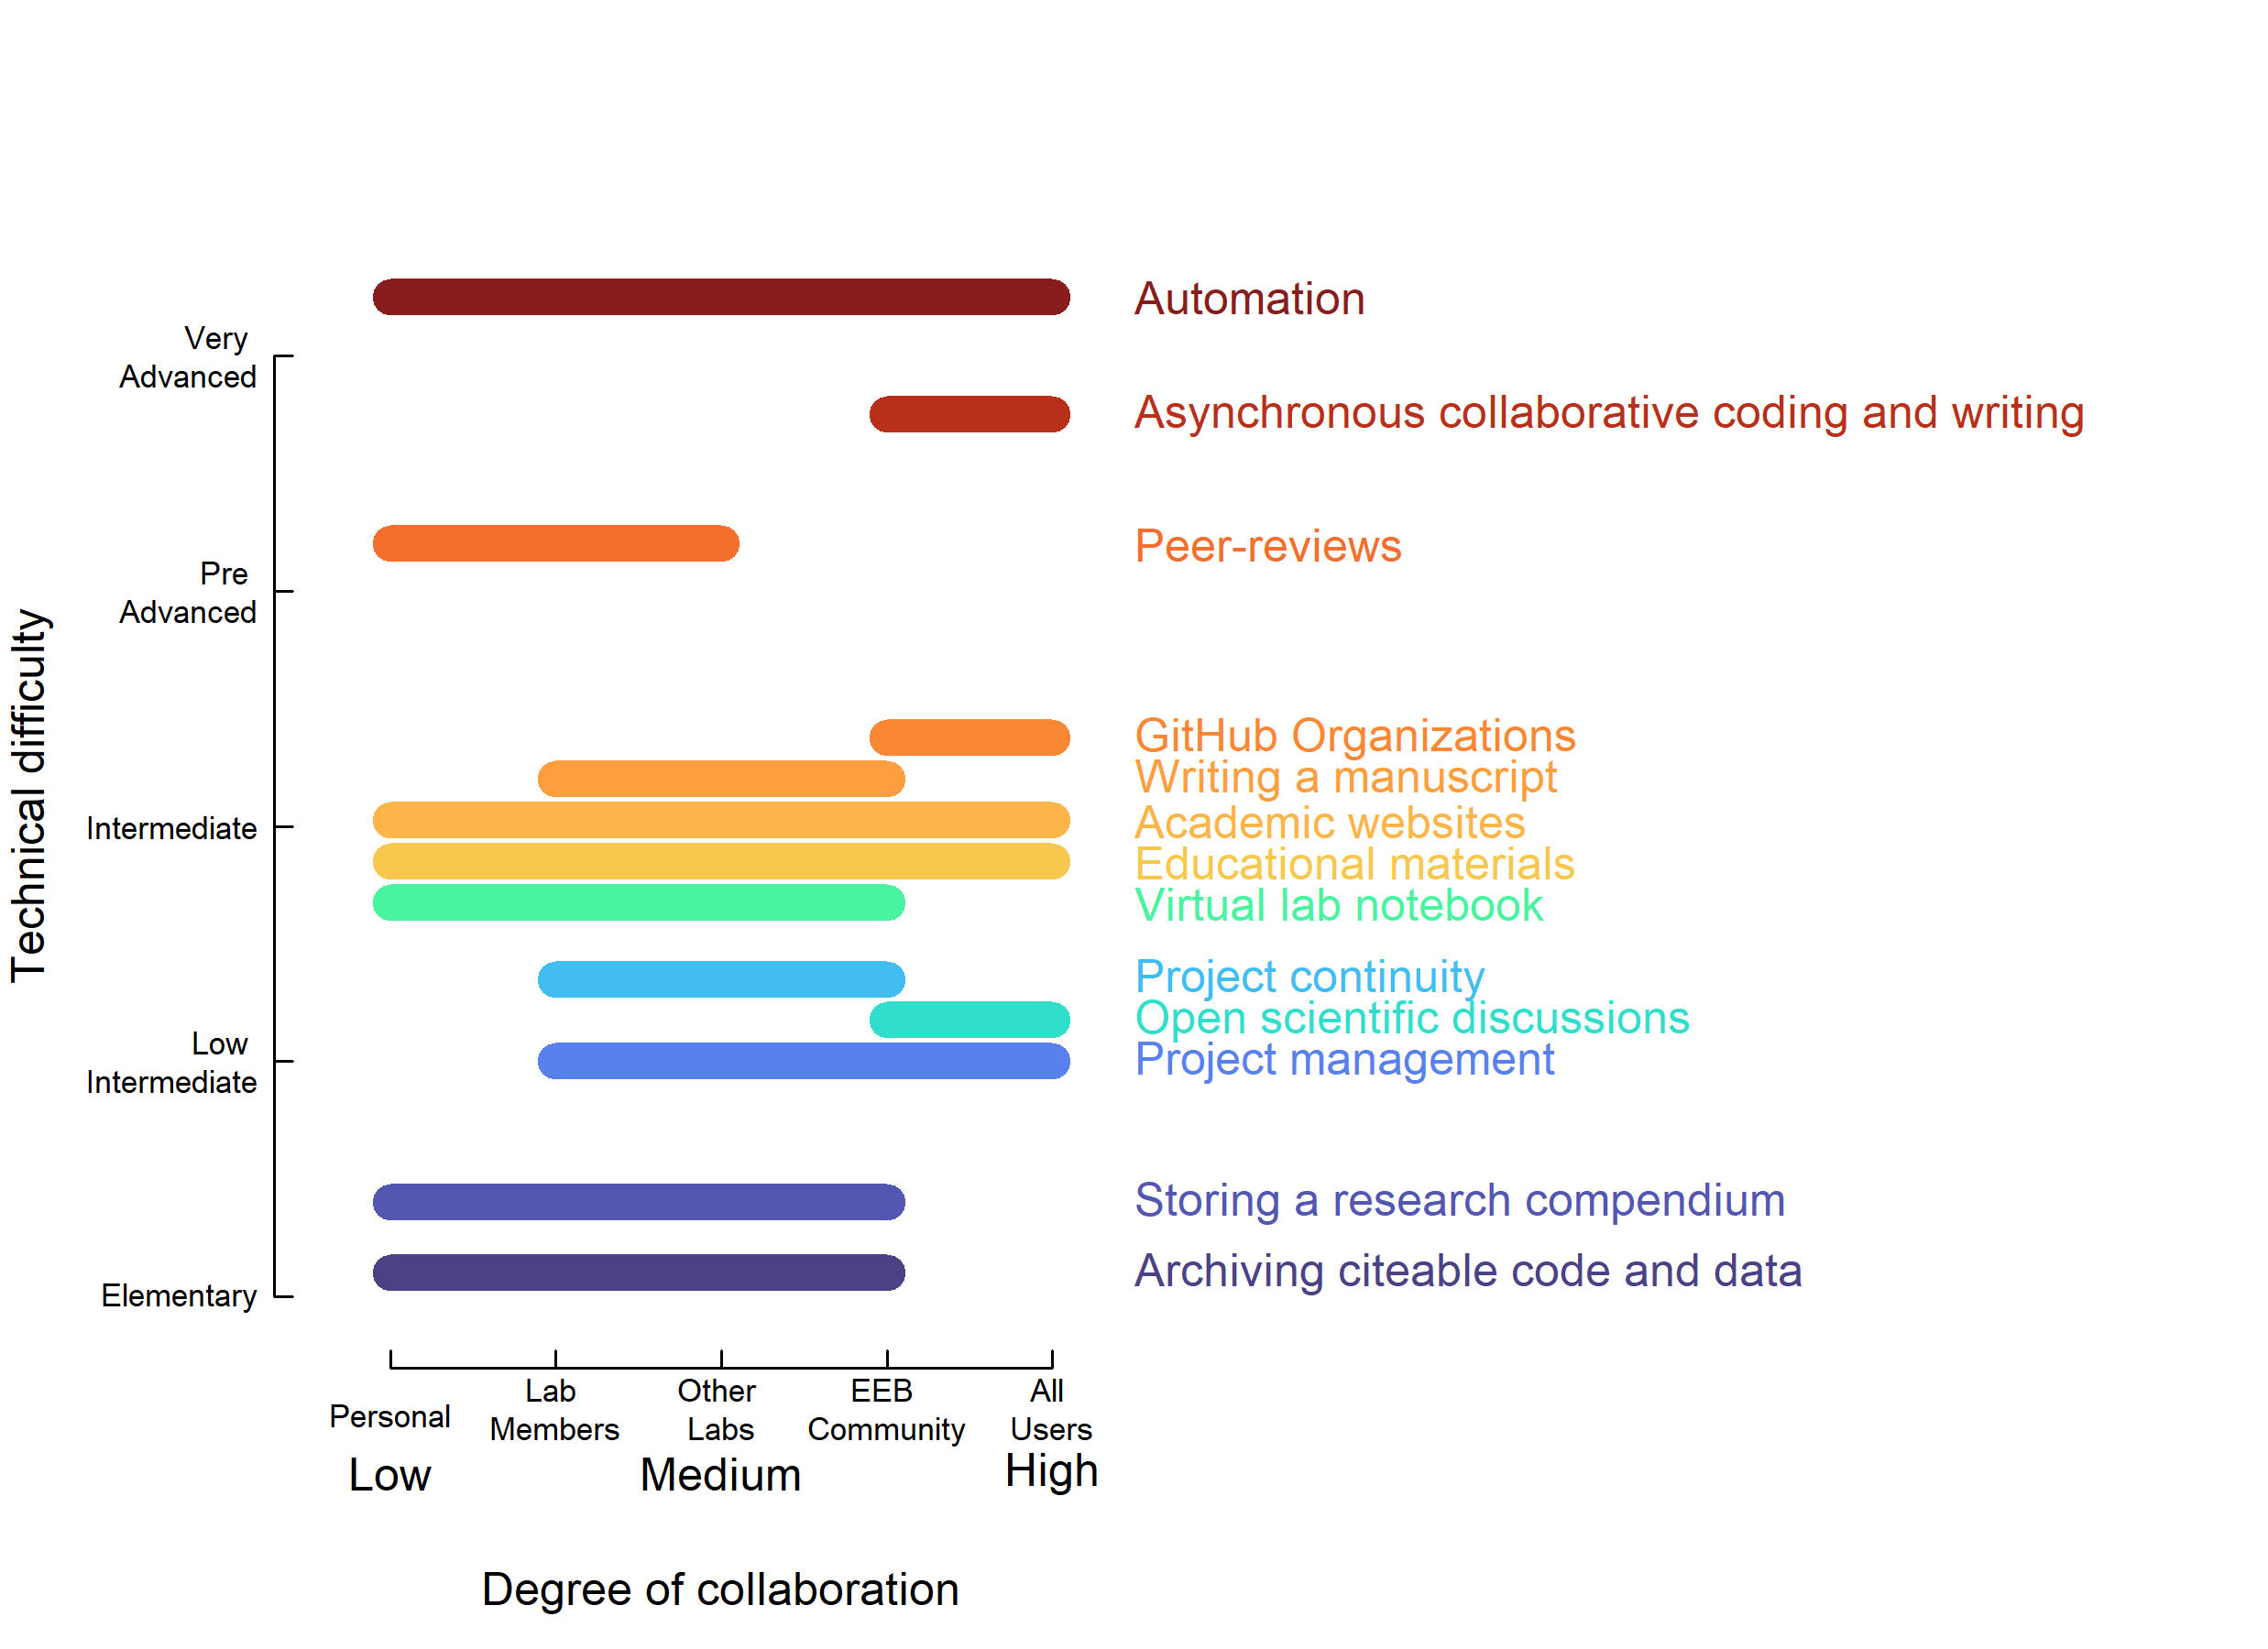 Automation
Very
Advanced
Asynchronous collaborative coding and writing
Peer-reviews
Pre
Advanced
Technical difficulty
GitHub Organizations
Writing a manuscript
Intermediate
Academic websites
Educational materials
Virtual lab notebook
Project continuity
Open scientific discussions
Low
Intermediate
Project management
Storing a research compendium
Archiving citeable code and data
Elementary
Personal
Lab
Members
Other
Labs
EEB
Community
All
Users
Low
Medium
High
Degree of collaboration